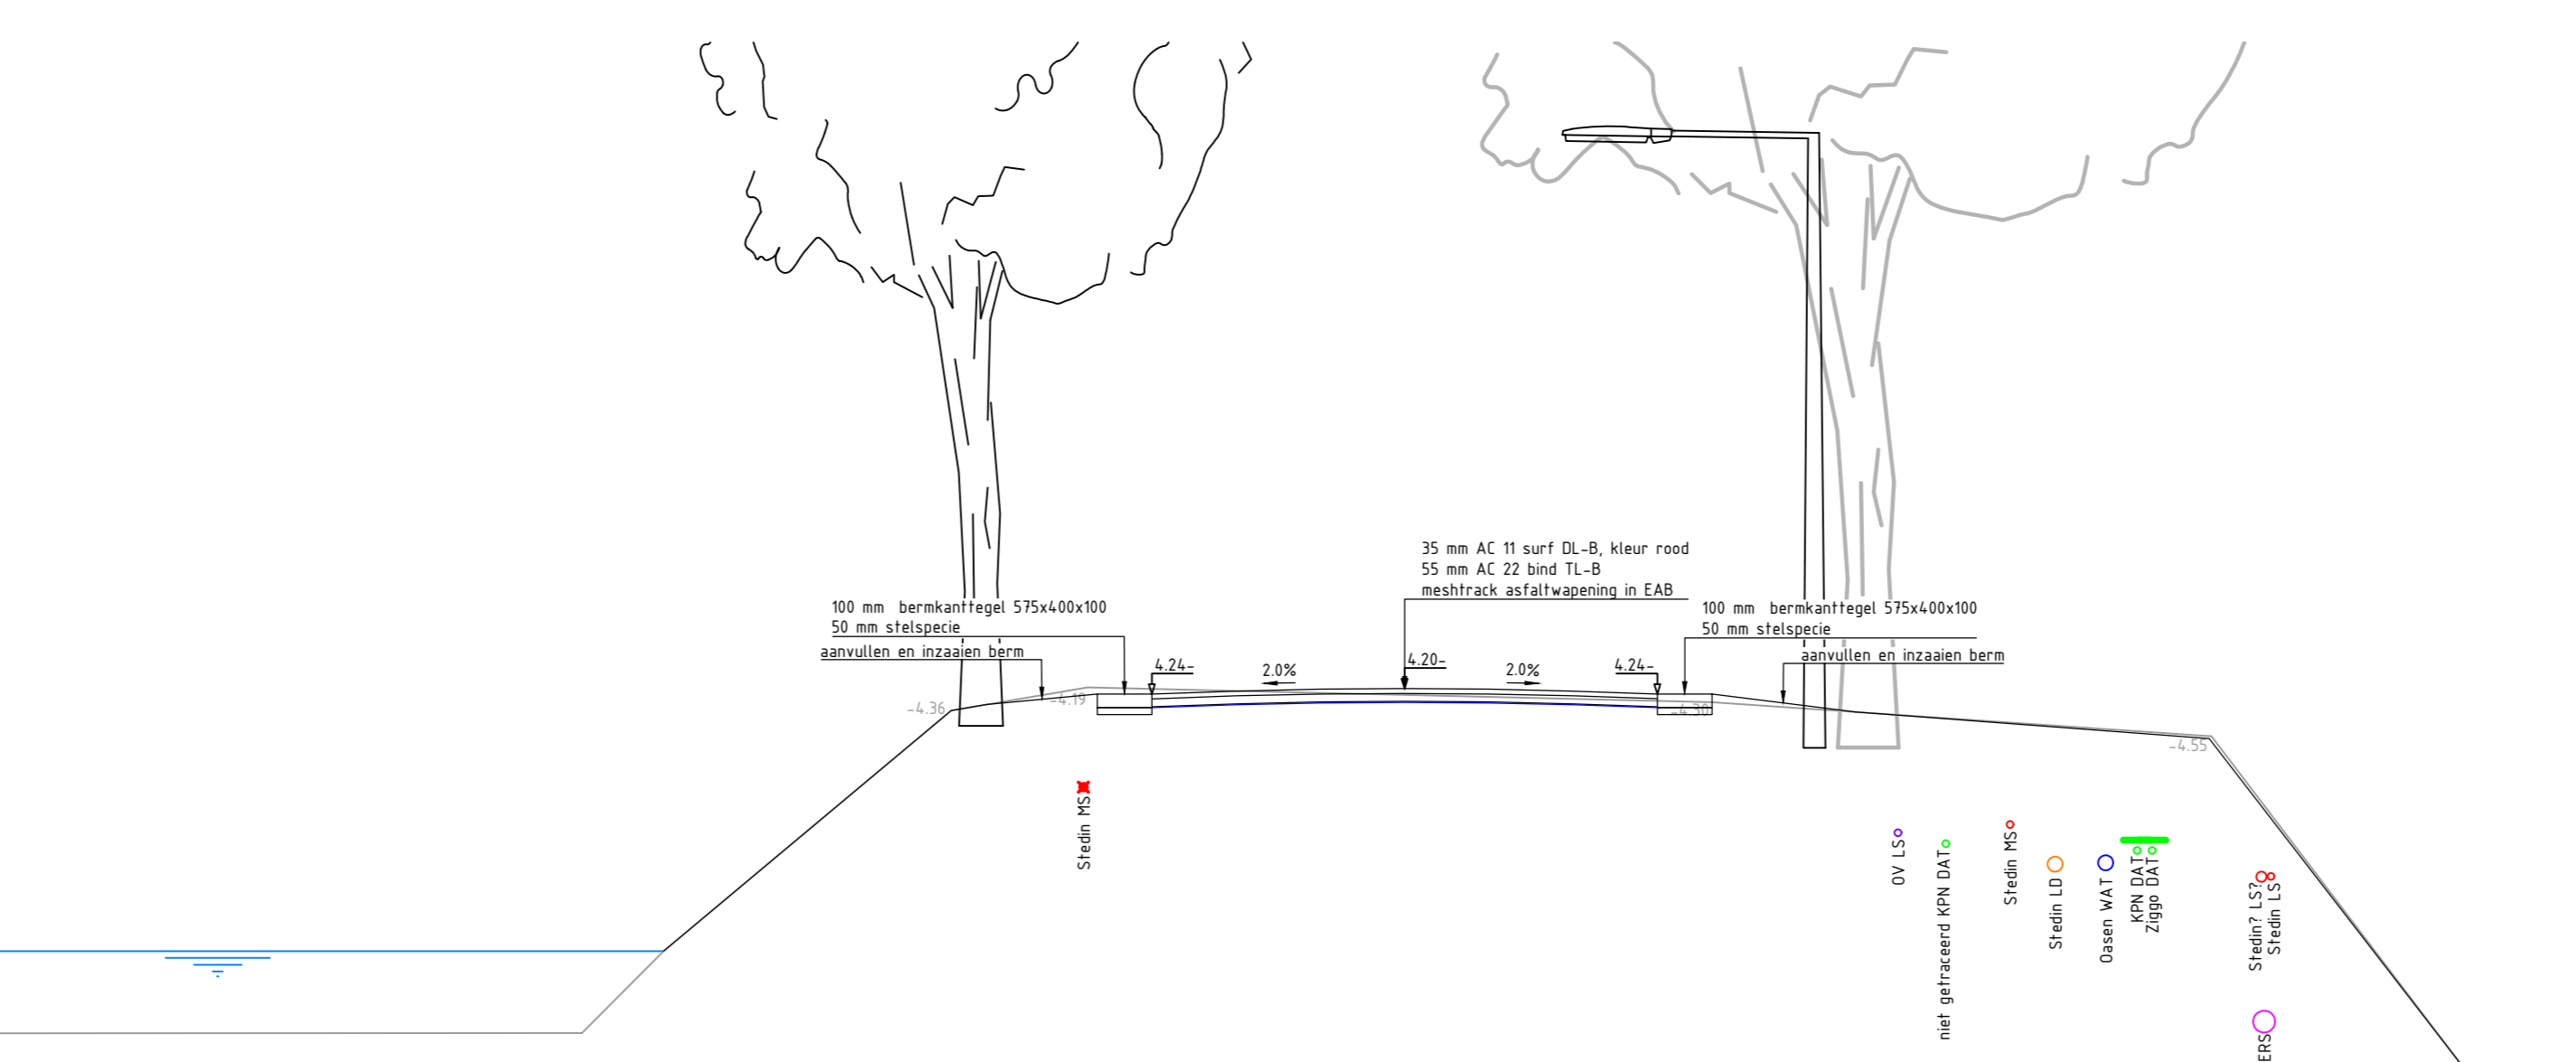 35 mm AC 11 surf DL-B, kleur rood
55 mm AC 22 bind TL-B
meshtrack asfaltwapening in EAB
100 mm bermkanttegel 575x400x100
50 mm stelspecie
aanvullen en inzaaien berm
100 mm bermkanttegel 575x400x100
50 mm stelspecie
aanvullen en inzaaien berm
4.24-
2.0%
4.20-
2.0%
4.24-
-4.36
-4.19
-4.30
-4.55
Stedin MS
OV LS
niet getraceerd KPN DAT
Stedin MS
Stedin LD
Oasen WAT
KPN DAT
Ziggo DAT
Stedin? LS?
Stedin LS
ERS